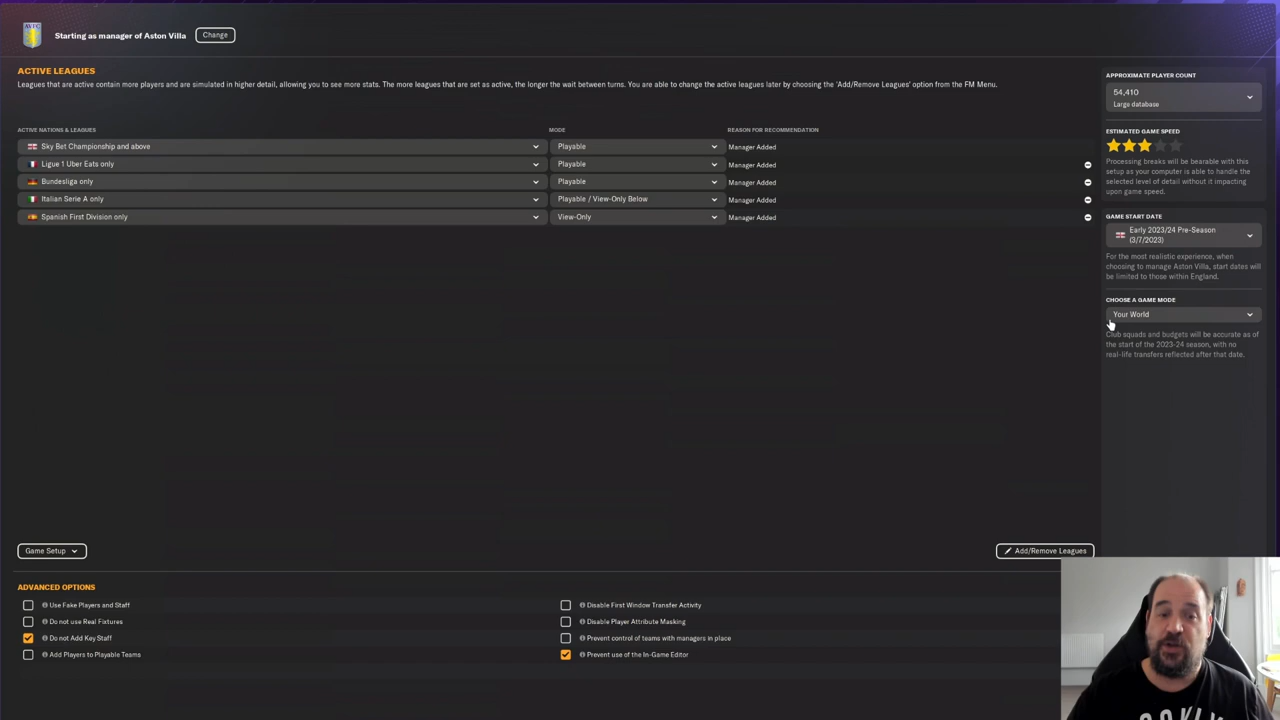 AVFC
Starting as manager of Aston Villa
Change
ACTIVE LEAGUES
Leagues that are active contain more players and are simulated in higher detail, allowing you to see more stats. The more leagues that are set as active, the longer the wait between turns. You are able to change the active leagues later by choosing the 'Add/Remove Leagues' option from the FM Menu.
ACTIVE NATIONS & LEAGUES MODE REASON FOR RECOMMENDATION
Sky Bet Championship and above Playable Manager Added
Ligue 1 Uber Eats only Playable Manager Added
Bundesliga only Playable Manager Added
Italian Serie A only Playable / View-Only Below Manager Added
Spanish First Division only View-Only Manager Added
Game Setup
Add/Remove Leagues
APPROXIMATE PLAYER COUNT
54,410
Large database
ESTIMATED GAME SPEED
Processing breaks will be bearable with this
setup as your computer is able to handle the
selected level of detail without it impacting
upon game speed.
GAME START DATE
Early 2023/24 Pre-Season
(3/7/2023)
For the most realistic experience, when
choosing to manage Aston Villa, start dates will
be limited to those within England.
CHOOSE A GAME MODE
Your World
Club squads and budgets will be accurate as of
the start of the 2023-24 season, with no
real-life transfers reflected after that date.
ADVANCED OPTIONS
Use Fake Players and Staff
Do not use Real Fixtures
Do not Add Key Staff
Add Players to Playable Teams
Disable First Window Transfer Activity
Disable Player Attribute Masking
Prevent control of teams with managers in place
Prevent use of the In-Game Editor